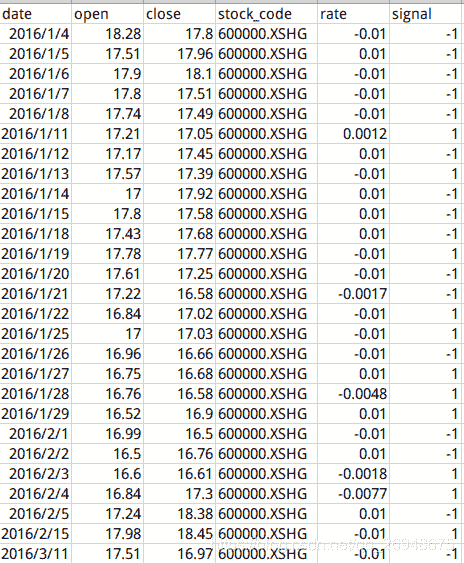 date open close stock_code rate signal
2016/1/4 18.28 17.8 600000.XSHG -0.01 -1
2016/1/5 17.51 17.96 600000.XSHG 0.01 -1
2016/1/6 17.9 18.1 600000.XSHG -0.01 -1
2016/1/7 17.8 17.51 600000.XSHG -0.01 -1
2016/1/8 17.74 17.49 600000.XSHG -0.01 -1
2016/1/11 17.21 17.05 600000.XSHG 0.0012 1
2016/1/12 17.17 17.45 600000.XSHG 0.01 -1
2016/1/13 17.57 17.39 600000.XSHG -0.01 1
2016/1/14 17 17.92 600000.XSHG 0.01 -1
2016/1/15 17.8 17.58 600000.XSHG 0.01 -1
2016/1/18 17.43 17.68 600000.XSHG 0.01 -1
2016/1/19 17.78 17.77 600000.XSHG -0.01 1
2016/1/20 17.61 17.25 600000.XSHG -0.01 -1
2016/1/21 17.22 16.58 600000.XSHG -0.0017 -1
2016/1/22 16.84 17.02 600000.XSHG -0.01 1
2016/1/25 17 17.03 600000.XSHG -0.01 1
2016/1/26 16.96 16.66 600000.XSHG -0.01 -1
2016/1/27 16.75 16.68 600000.XSHG 0.01 1
2016/1/28 16.76 16.58 600000.XSHG -0.0048 1
2016/1/29 16.52 16.9 600000.XSHG 0.01 1
2016/2/1 16.99 16.5 600000.XSHG -0.01 -1
2016/2/2 16.5 16.76 600000.XSHG 0.01 -1
2016/2/3 16.6 16.61 600000.XSHG -0.0018 1
2016/2/4 16.84 17.3 600000.XSHG -0.0077 1
2016/2/5 17.24 18.38 600000.XSHG 0.01 -1
2016/2/15 17.98 18.45 600000.XSHG -0.01 1
2016/3/11 17.51 16.97 600000.XSHG -0.01 -1